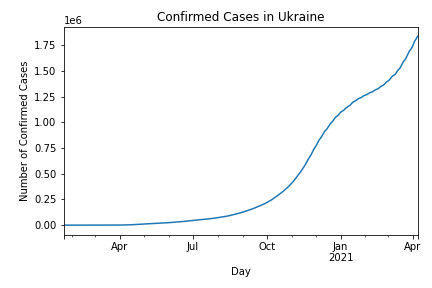 Confirmed Cases in Ukraine
1e6
1.75
1.50
1.25
1.00
0.75
0.50
0.25
0.00
Number of Confirmed Cases
Apr Jul Oct Jan Apr
2021
Day